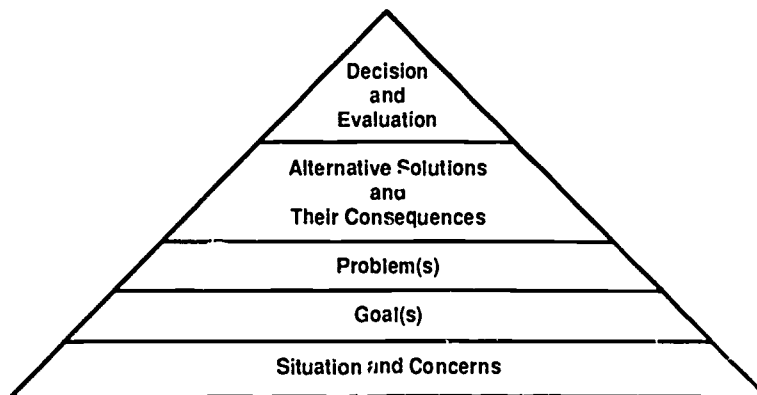 Decision
and
Evaluation
Alternative Solutions
and
Their Consequences
Problem(s)
Goal(s)
Situation and Concerns